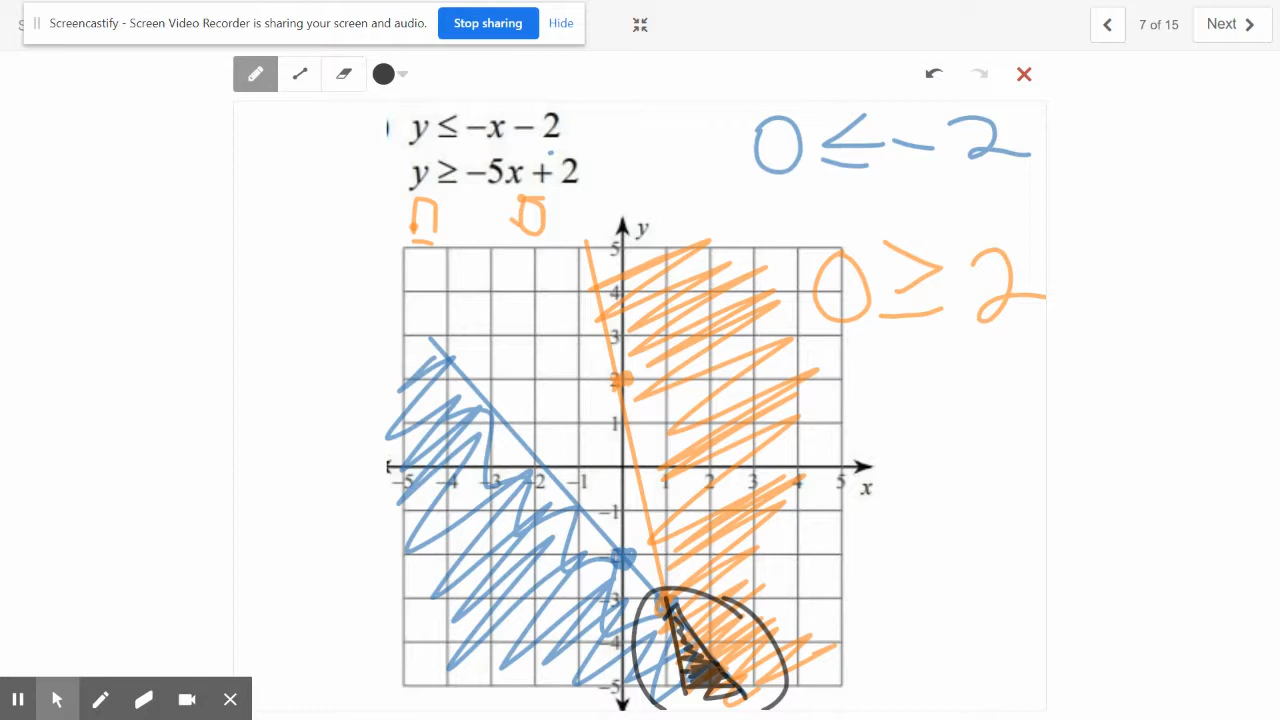 Screencastify - Screen Video Recorder is sharing your screen and audio. Stop sharing Hide
7 of 15 Next
y ≤ −x − 2
y ≥ −5x + 2
0 ≤ − 2
0 ≥ 2
y
5
4
3
2
1
−5 −4 −3 −2 −1 2 4 5 x
−1
−2
−3
−4
−5